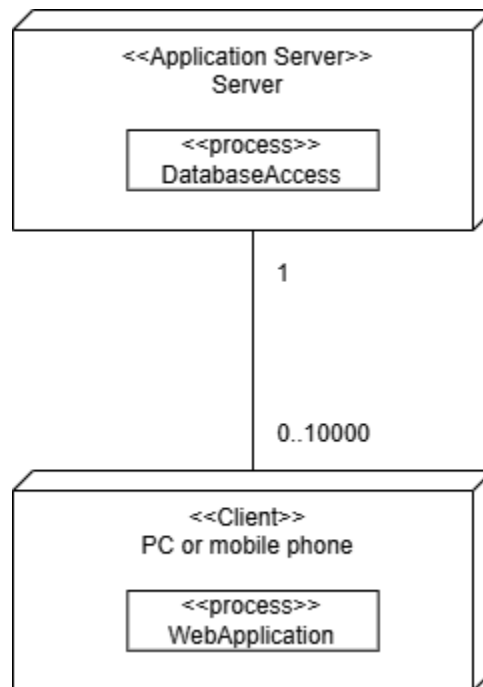 <<Application Server>>
Server
<<process>>
DatabaseAccess
1
0..10000
<<Client>>
PC or mobile phone
<<process>>
WebApplication